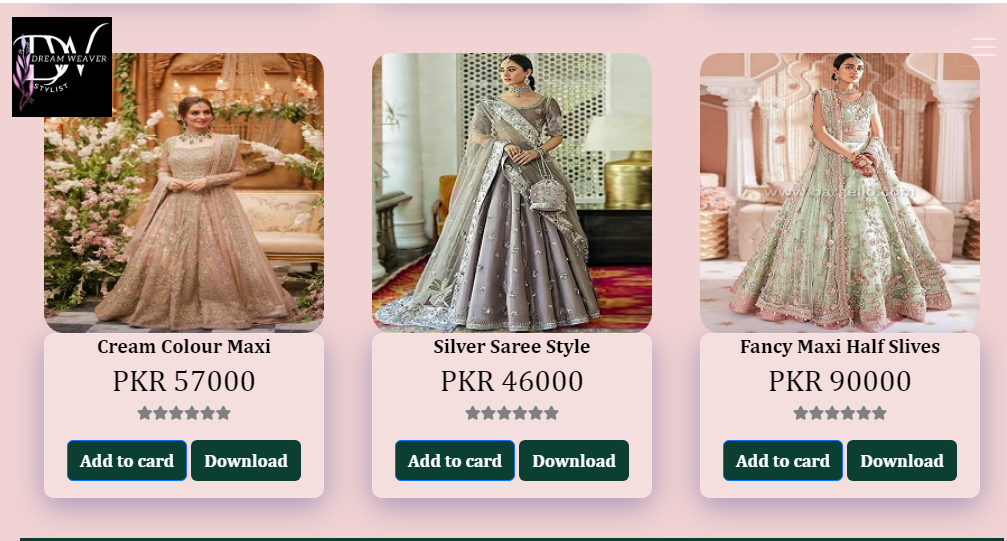 DW
DREAM WEAVER
STYLIST
Cream Colour Maxi
PKR 57000
Add to card Download
Silver Saree Style
PKR 46000
Add to card Download
Fancy Maxi Half Slives
PKR 90000
Add to card Download